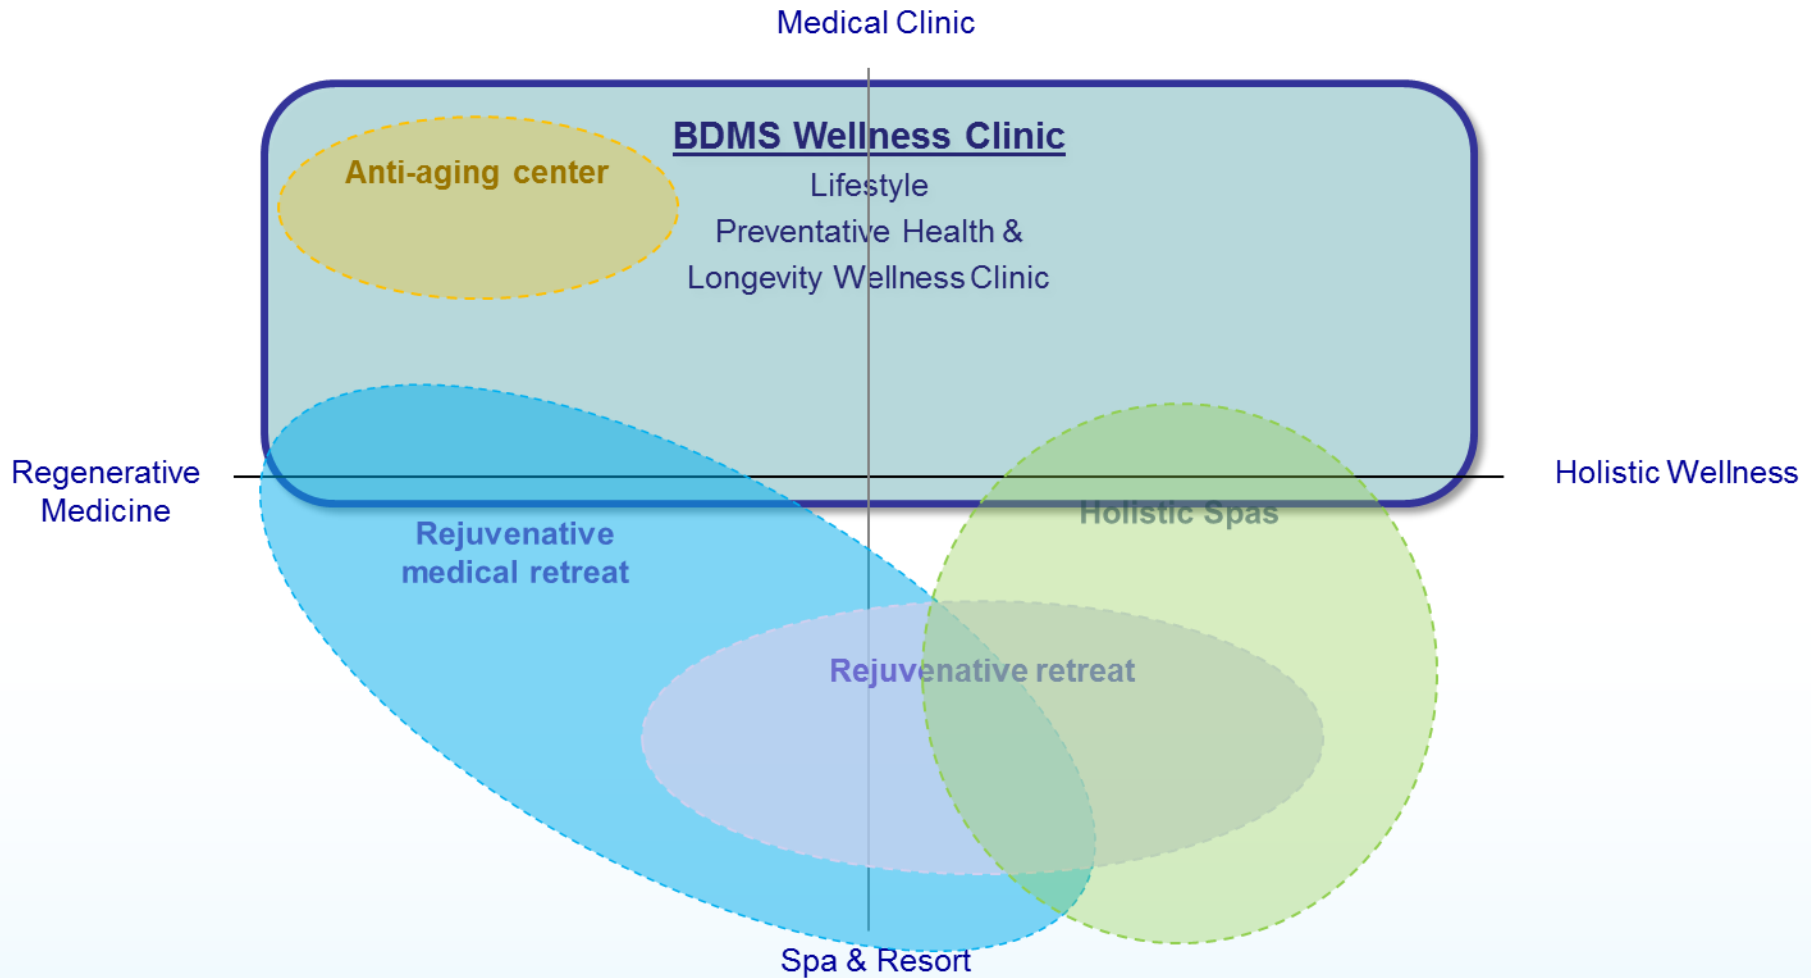 Medical Clinic
BDMS Wellness Clinic
Anti-aging center
Lifestyle
Preventative Health &
Longevity Wellness Clinic
Regenerative
Medicine
Holistic Wellness
Holistic Spas
Rejuvenative
medical retreat
Rejuvenative retreat
Spa & Resort